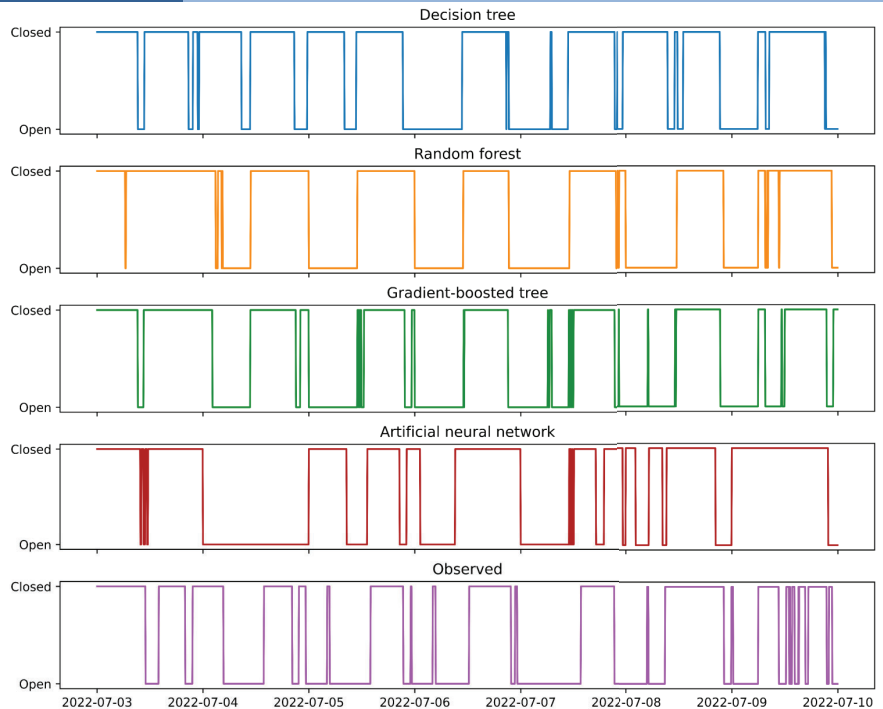 Decision tree
Closed
Open
Random forest
Closed
Open
Gradient-boosted tree
Closed
Open
Artificial neural network
Closed
Open
Observed
Closed
Open
2022-07-03 2022-07-04 2022-07-05 2022-07-06 2022-07-07 2022-07-08 2022-07-09 2022-07-10